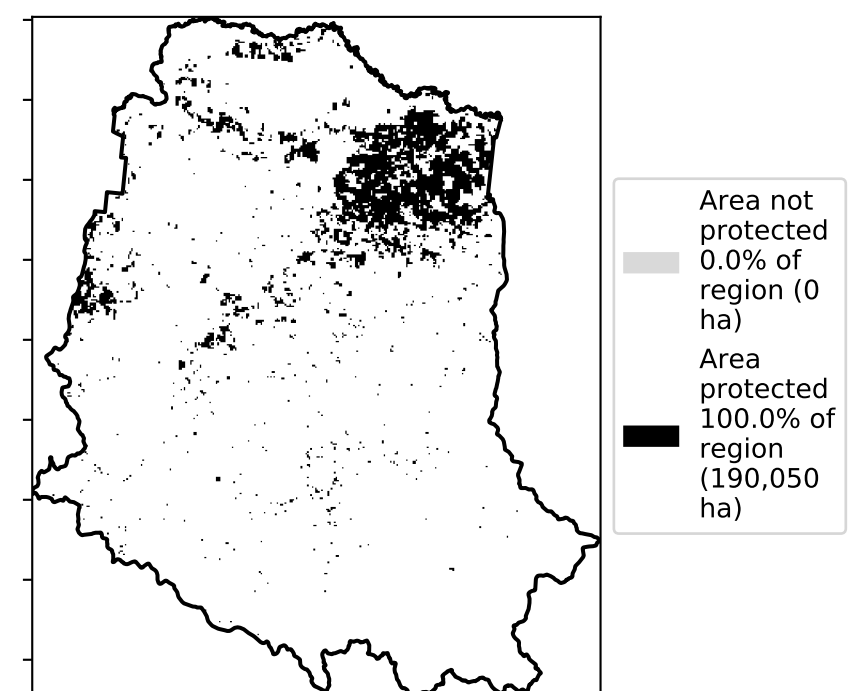 Area not
protected
0.0% of
region (0
ha)
Area
protected
100.0% of
region
(190,050
ha)